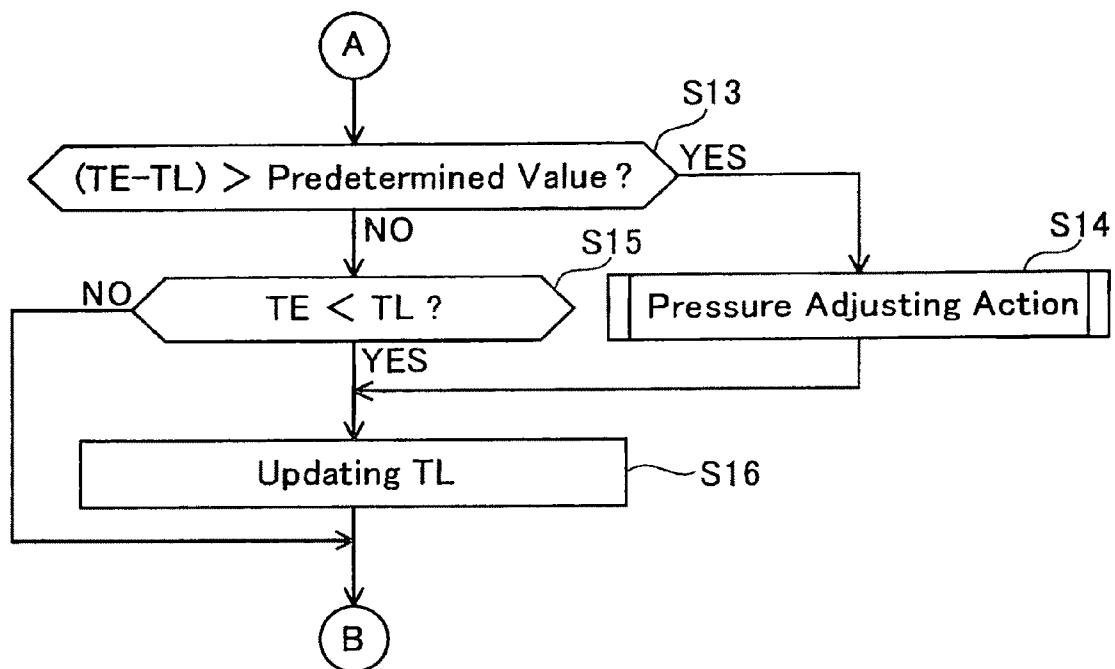 A
S13
(TE-TL) > Predetermined Value?
YES
NO
S15
S14
NO
TE < TL ?
Pressure Adjusting Action
YES
Updating TL
S16
B